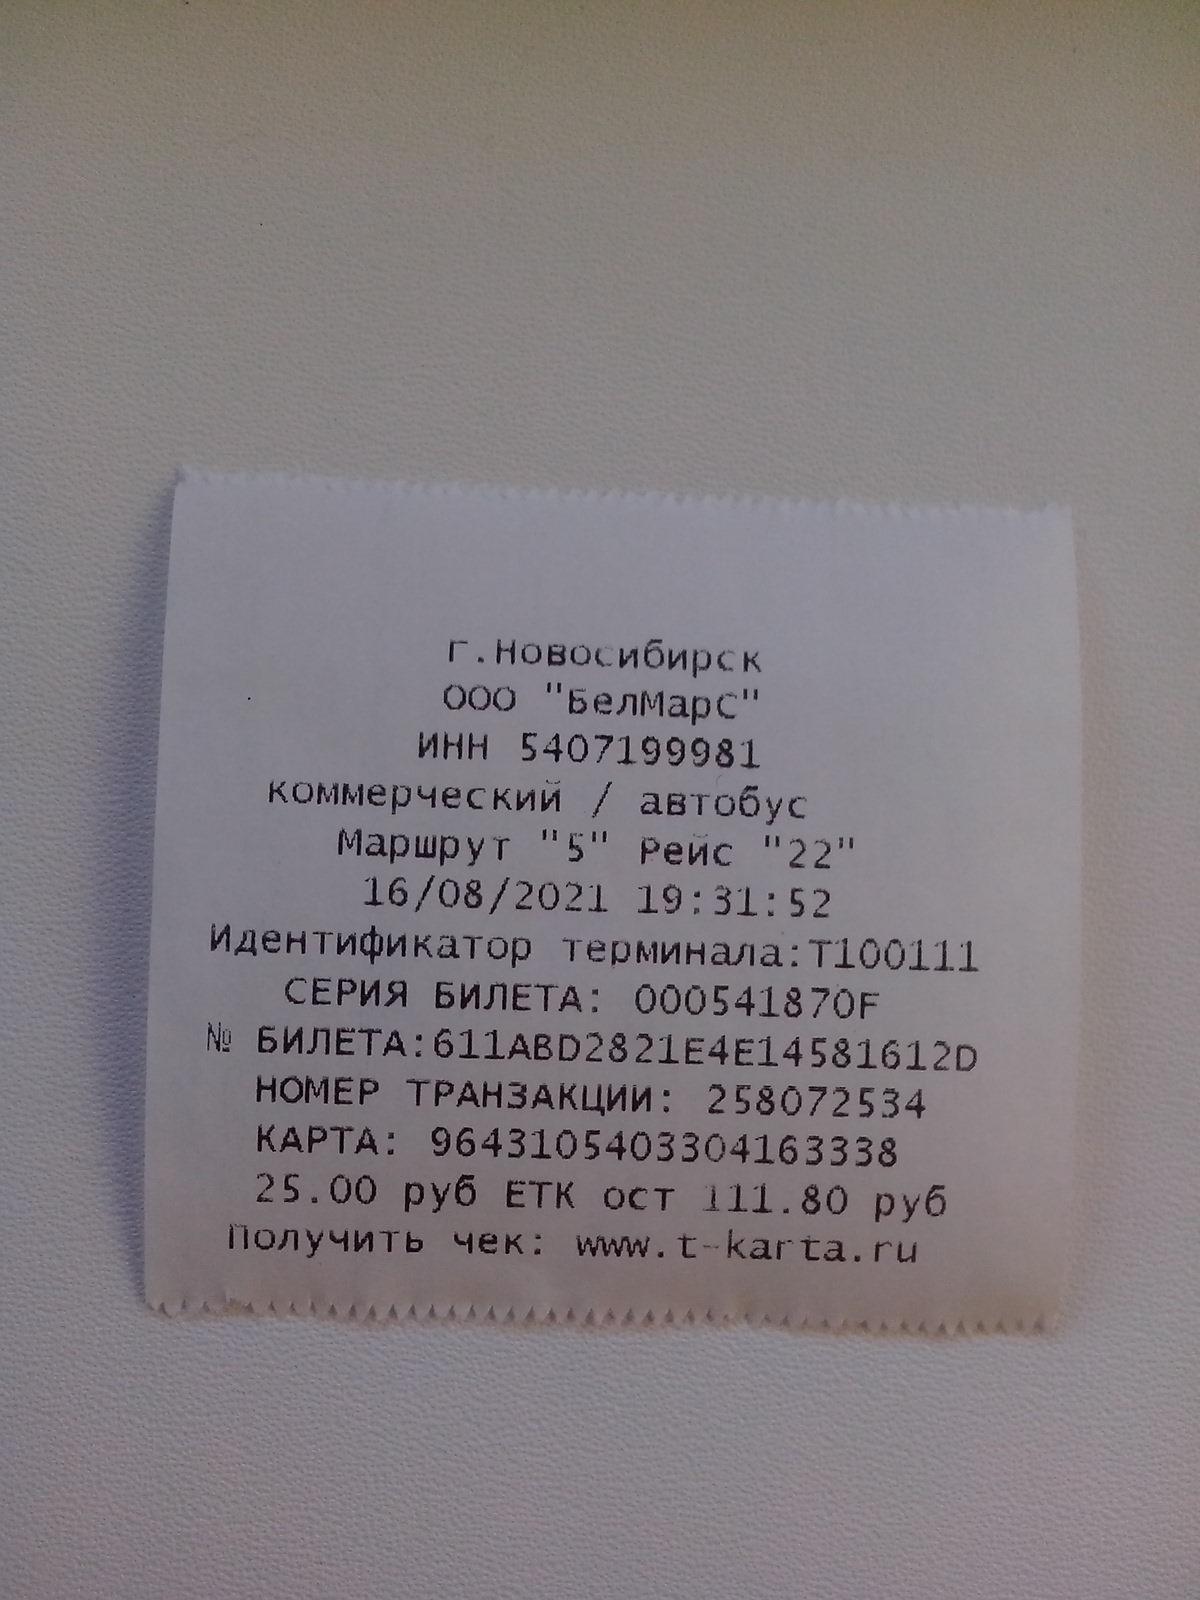 г.Новосибирск
ООО "БелМарС"
ИНН 5407199981
коммерческий / автобус
Маршрут "5" Рейс "22"
16/08/2021 19:31:52
Идентификатор терминала:Т100111
СЕРИЯ БИЛЕТА: 000541870F
№ БИЛЕТА:611ABD2821E4E14581612D
НОМЕР ТРАНЗАКЦИИ: 258072534
КАРТА: 9643105403304163338
25.00 руб ЕТК ост 111.80 руб
Получить чек: www.t-karta.ru